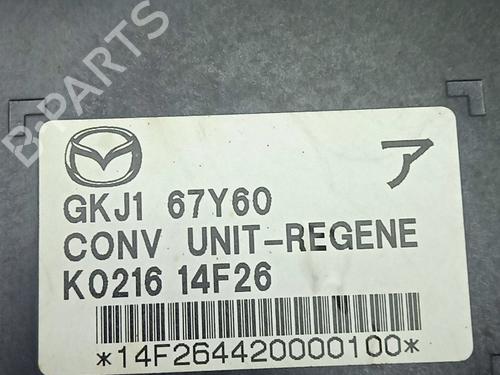 B-PARTS
ア
GKJ1 67Y60
CONV UNIT-REGENE
K0216 14F26
*14F264420000100*